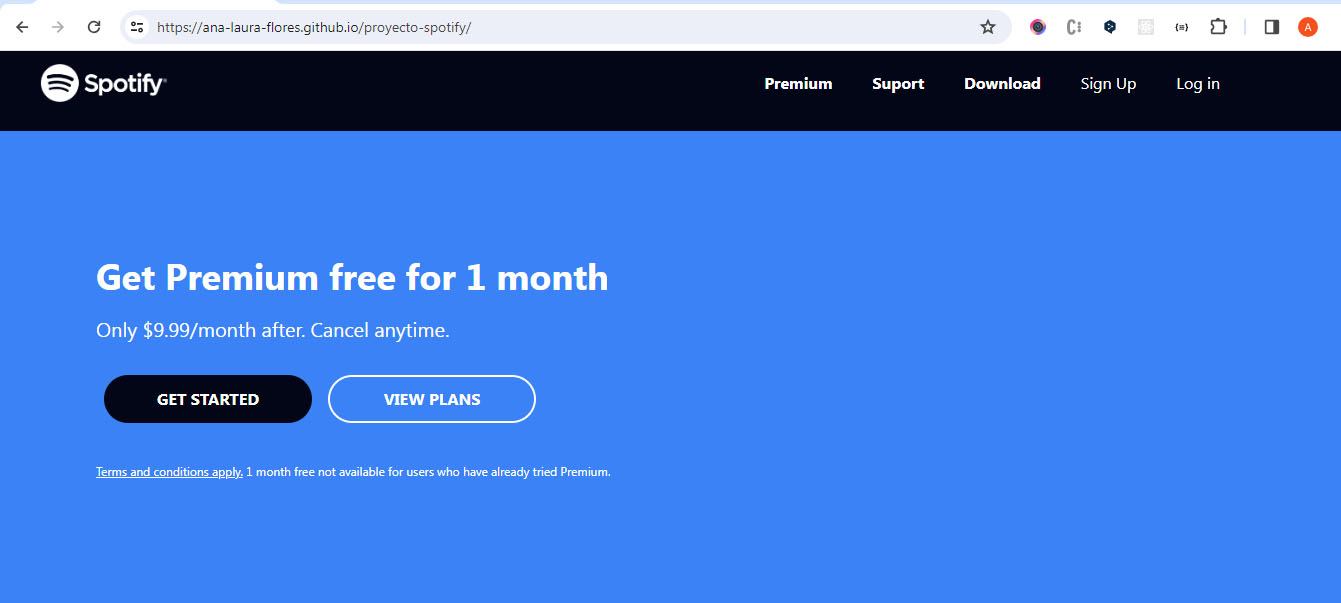 https://ana-laura-flores.github.io/proyecto-spotify/
A
Spotify®
Premium Suport Download Sign Up Log in
Get Premium free for 1 month
Only $9.99/month after. Cancel anytime.
GET STARTED VIEW PLANS
Terms and conditions apply. 1 month free not available for users who have already tried Premium.